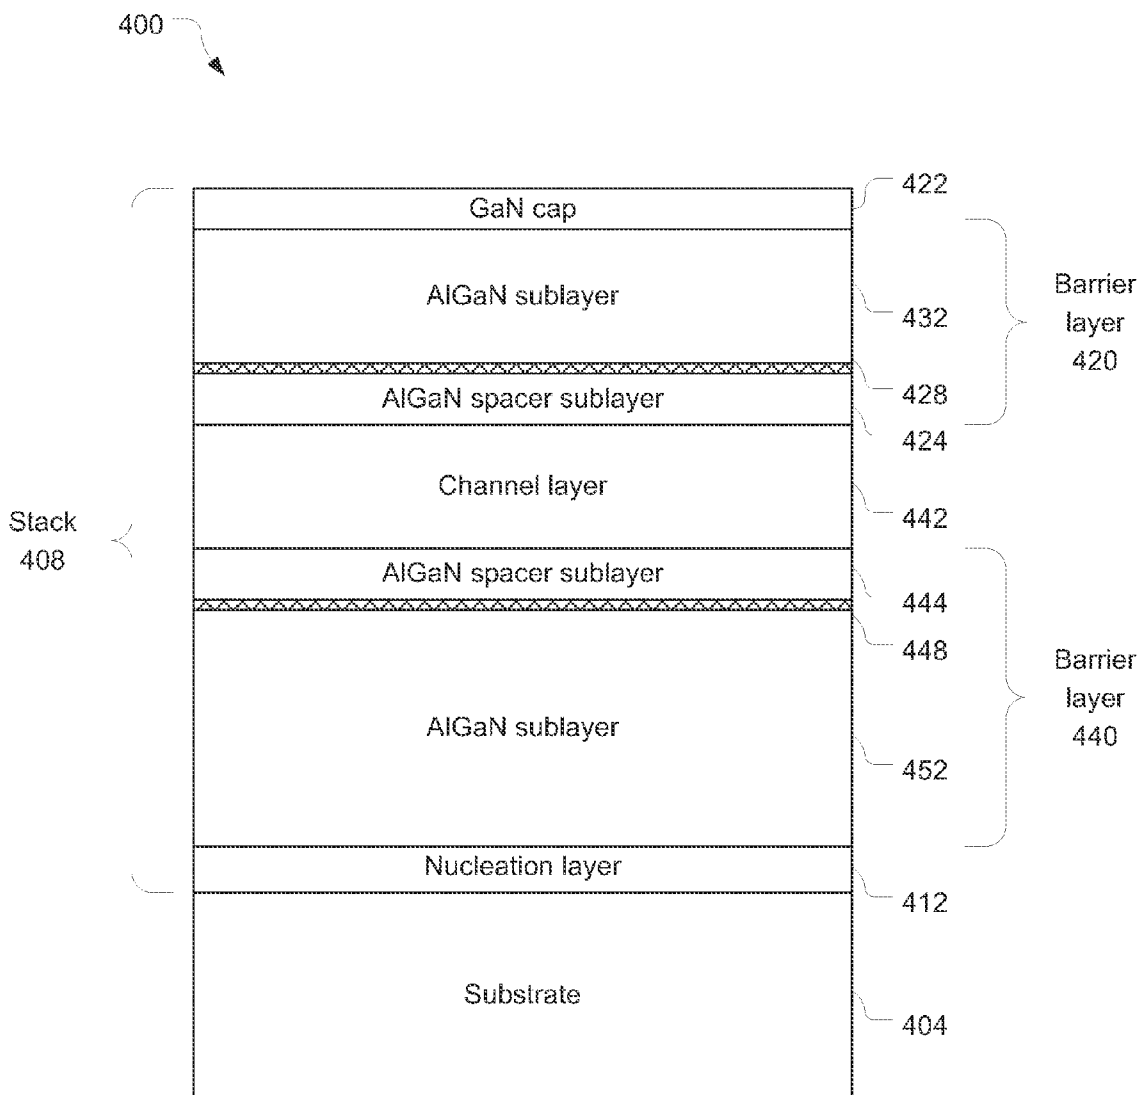 400
422
GaN cap
Barrier
layer
420
AlGaN sublayer
432
428
AlGaN spacer sublayer
424
Channel layer
442
Stack
408
AlGaN spacer sublayer
444
448
Barrier
layer
440
AlGaN sublayer
452
Nucleation layer
412
Substrate
404